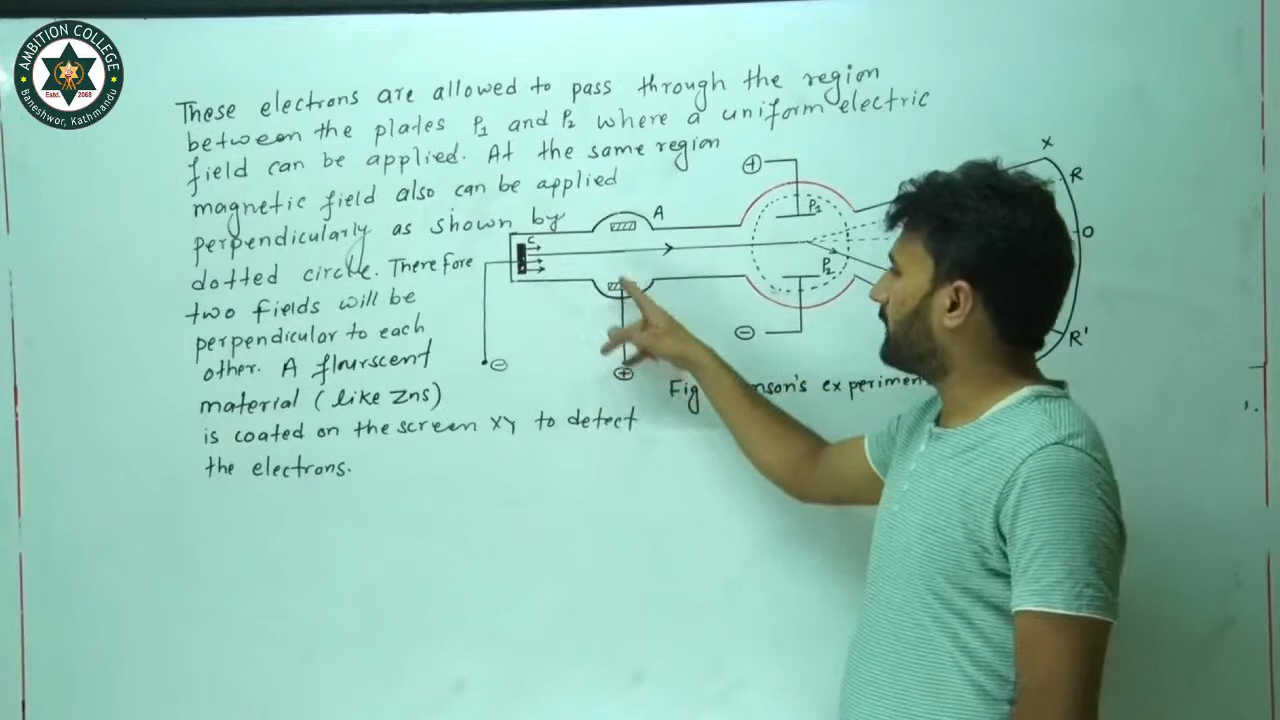 AMBITION COLLEGE
Estd. 2068
Baneshwor, Kathmandu
These electrons are allowed to pass through the region
between the plates P1 and P2 where a uniform electric
field can be applied. At the same region
magnetic field also can be applied
perpendicularly as shown by
dotted circle. Therefore
two fields will be
perpendicular to each
other. A flourscent
material (like Zns)
is coated on the screen XY to detect
the electrons.
C
A
P1
P2
+
-
-
+
X
R
O
R'
Fig
experimen